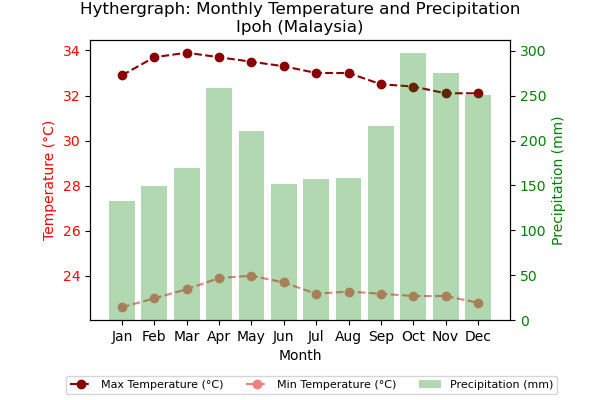 Hythergraph: Monthly Temperature and Precipitation
Ipoh (Malaysia)
Temperature (°C)
34
32
30
28
26
24
Precipitation (mm)
300
250
200
150
100
50
0
Jan Feb Mar Apr May Jun Jul Aug Sep Oct Nov Dec
Month
Max Temperature (°C) Min Temperature (°C) Precipitation (mm)